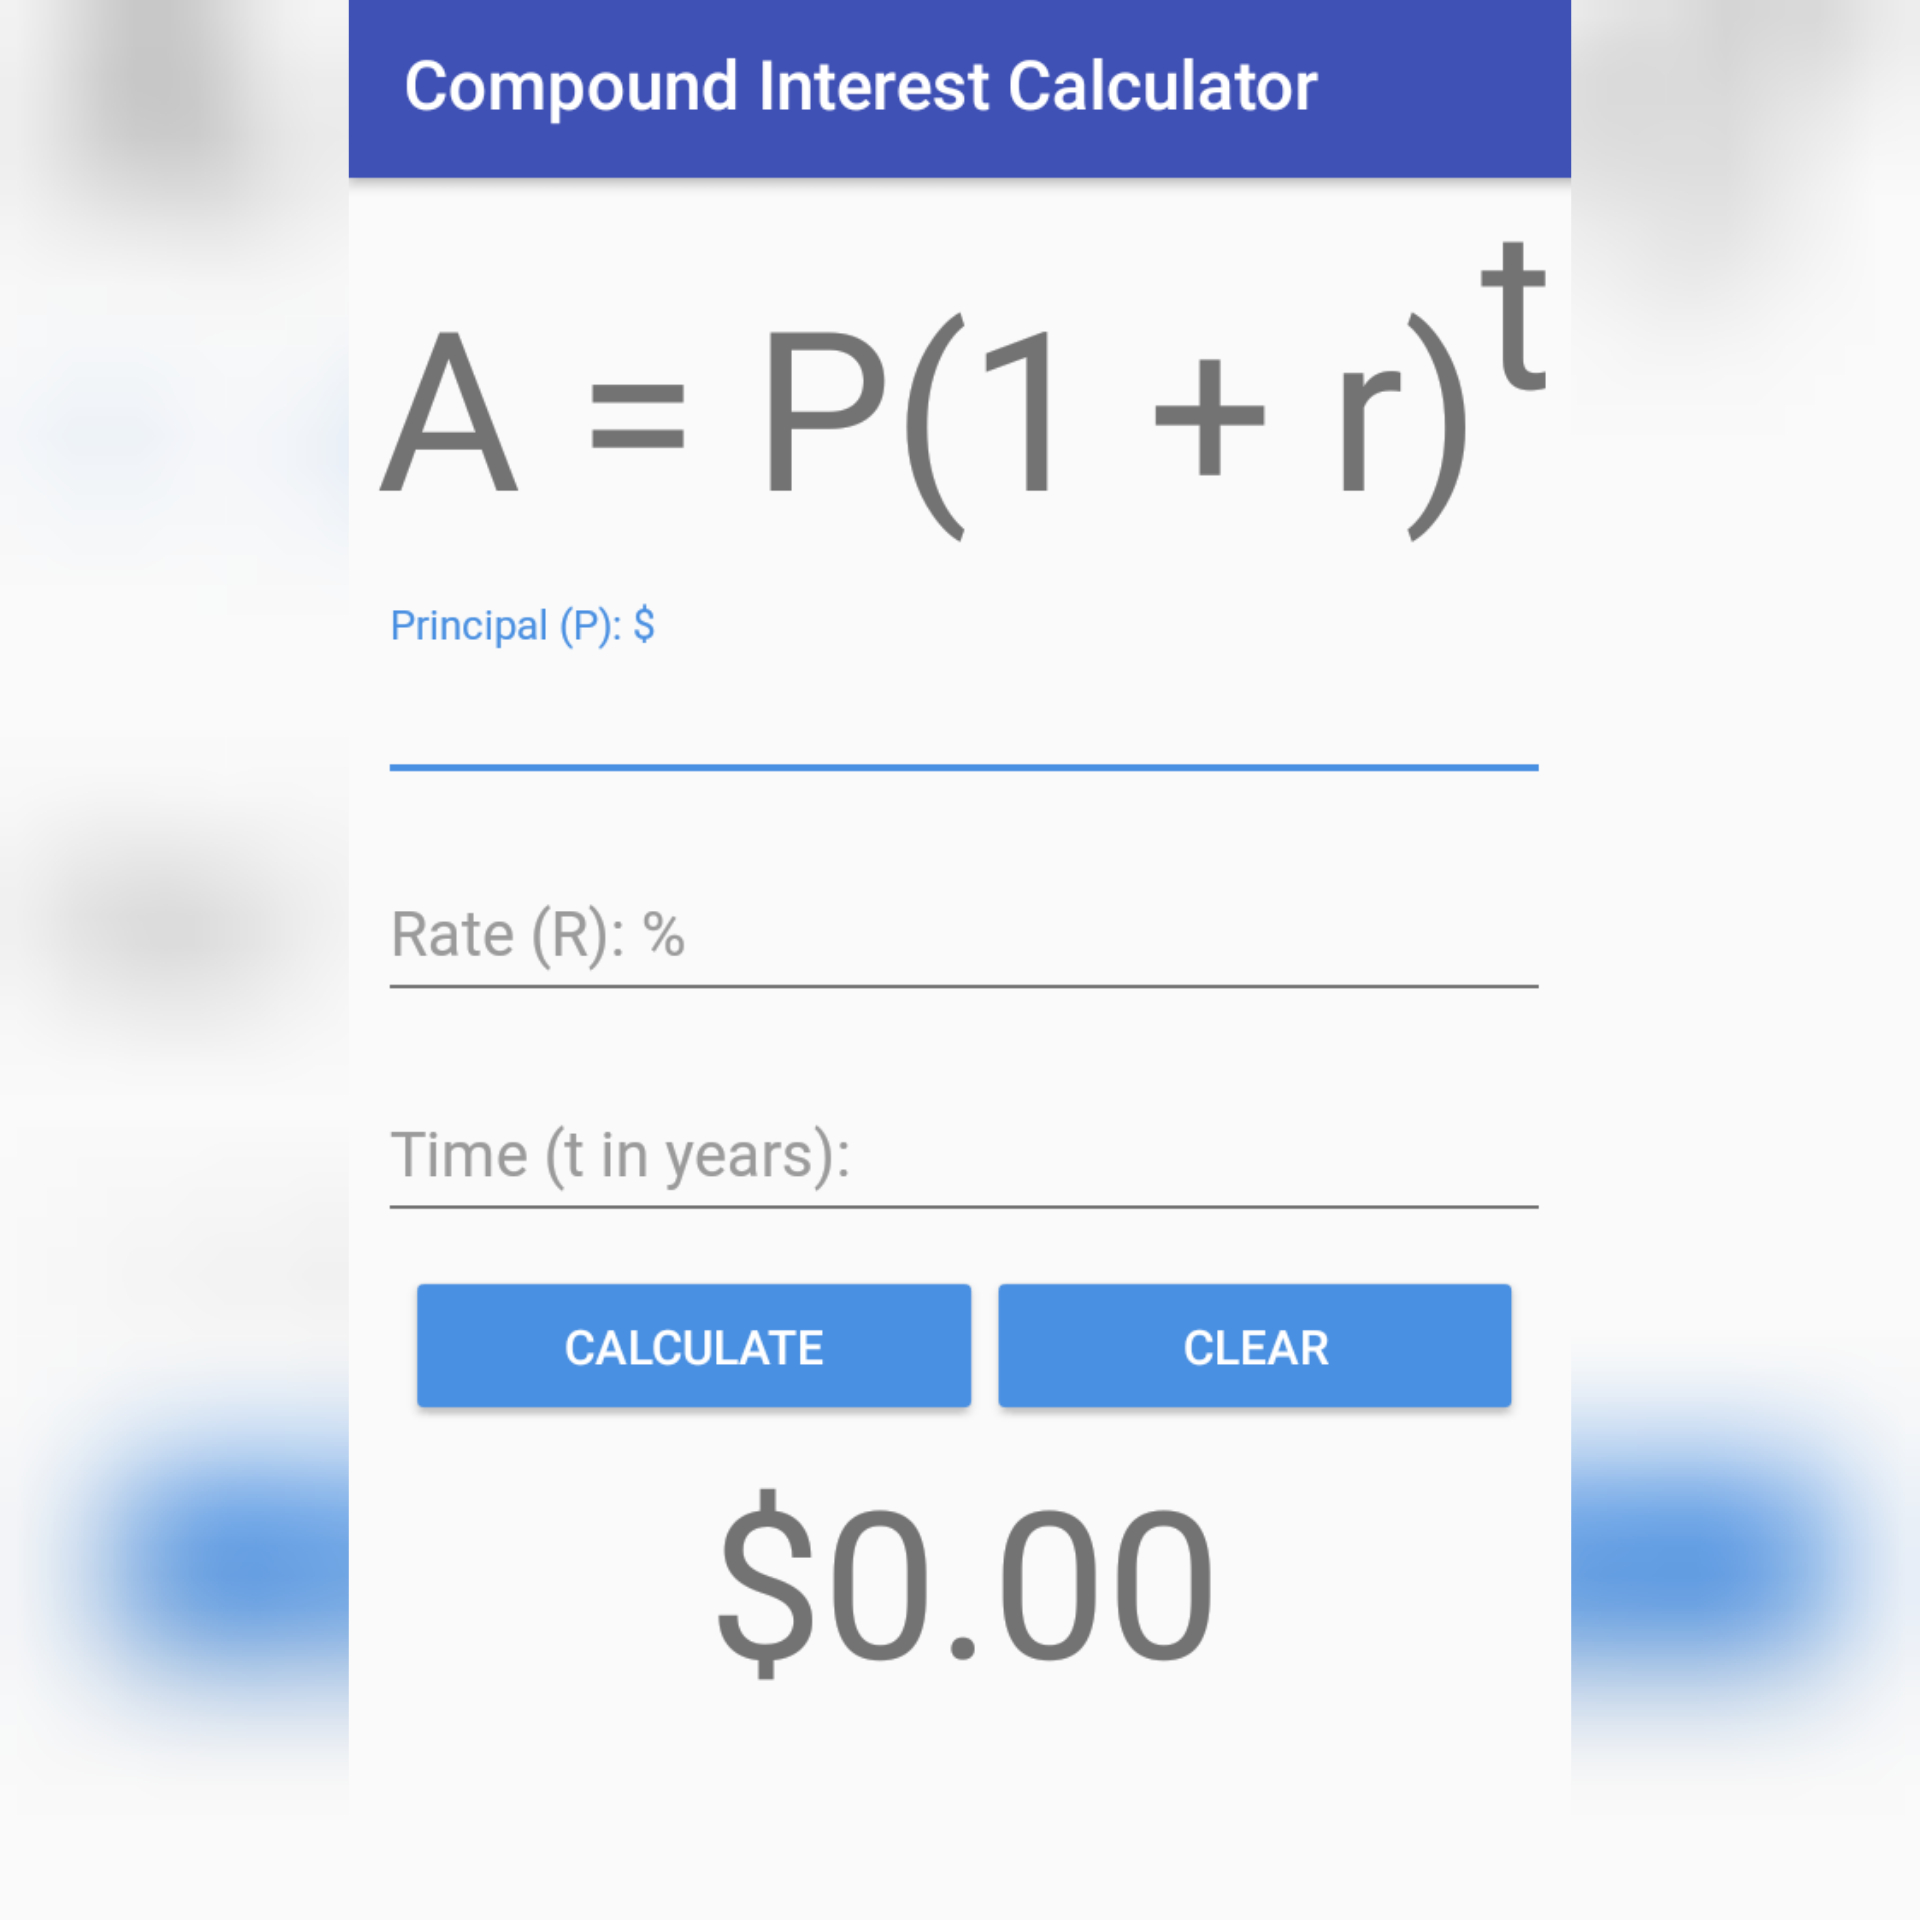 Compound Interest Calculator
A = P(1 + r)^t
Principal (P): $
Rate (R): %
Time (t in years):
CALCULATE CLEAR
$0.00